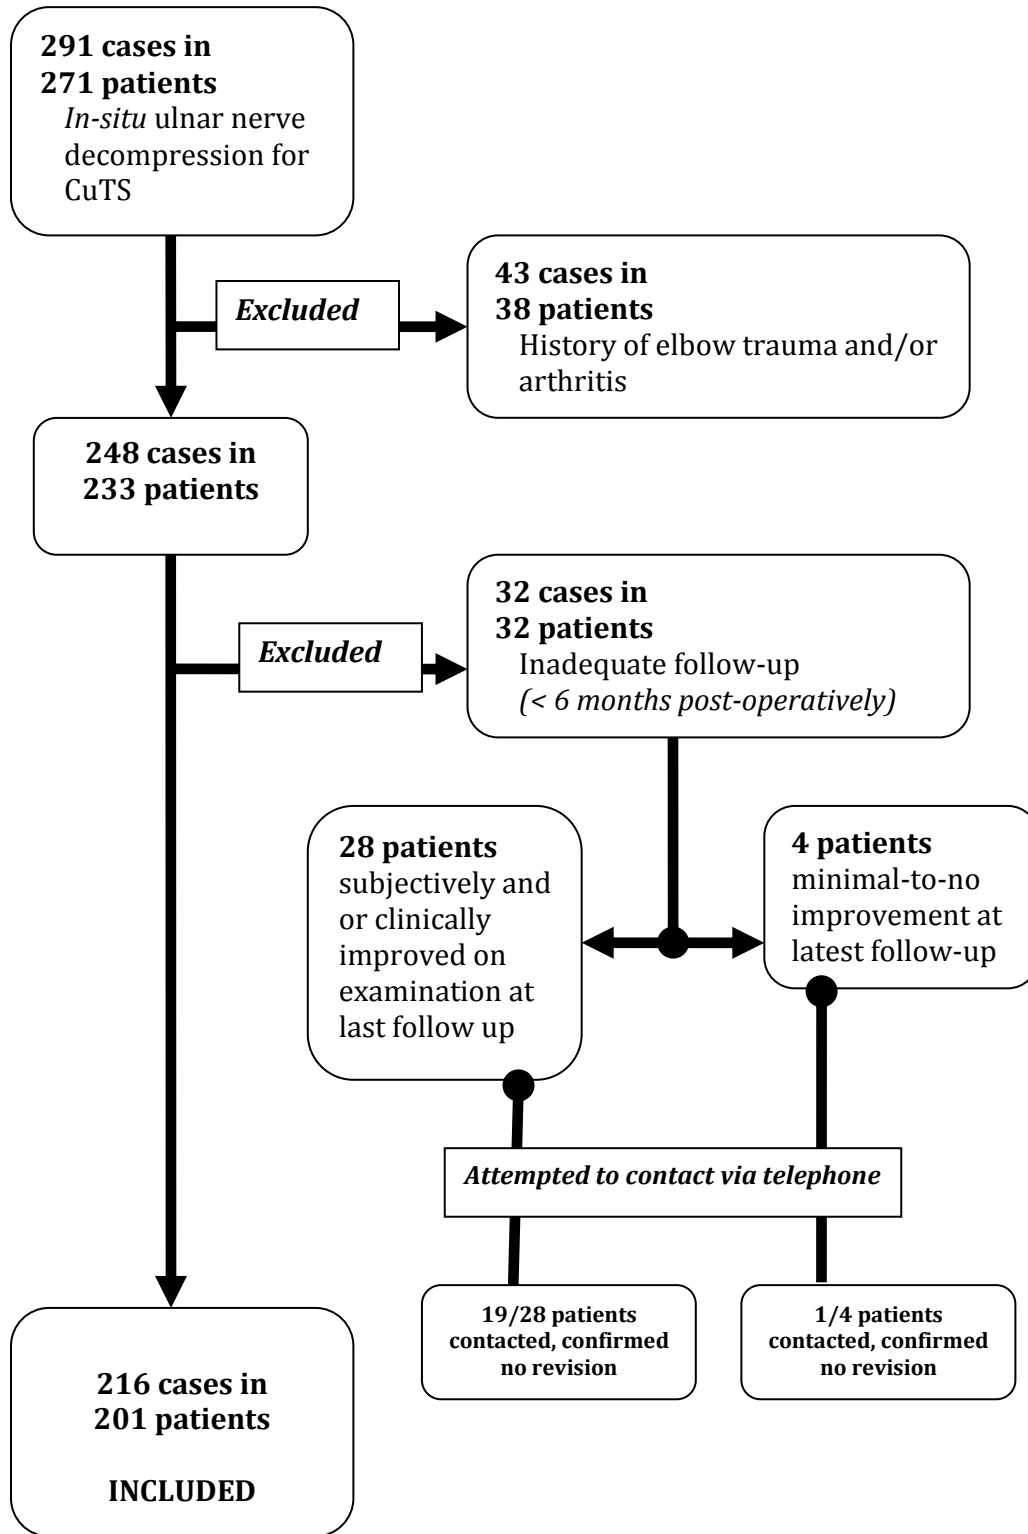 291 cases in
271 patients
In-situ ulnar nerve
decompression for
CuTS
Excluded
43 cases in
38 patients
History of elbow trauma and/or
arthritis
248 cases in
233 patients
Excluded
32 cases in
32 patients
Inadequate follow-up
(< 6 months post-operatively)
28 patients
subjectively and
or clinically
improved on
examination at
last follow up
4 patients
minimal-to-no
improvement at
latest follow-up
Attempted to contact via telephone
19/28 patients
contacted, confirmed
no revision
1/4 patients
contacted, confirmed
no revision
216 cases in
201 patients
INCLUDED